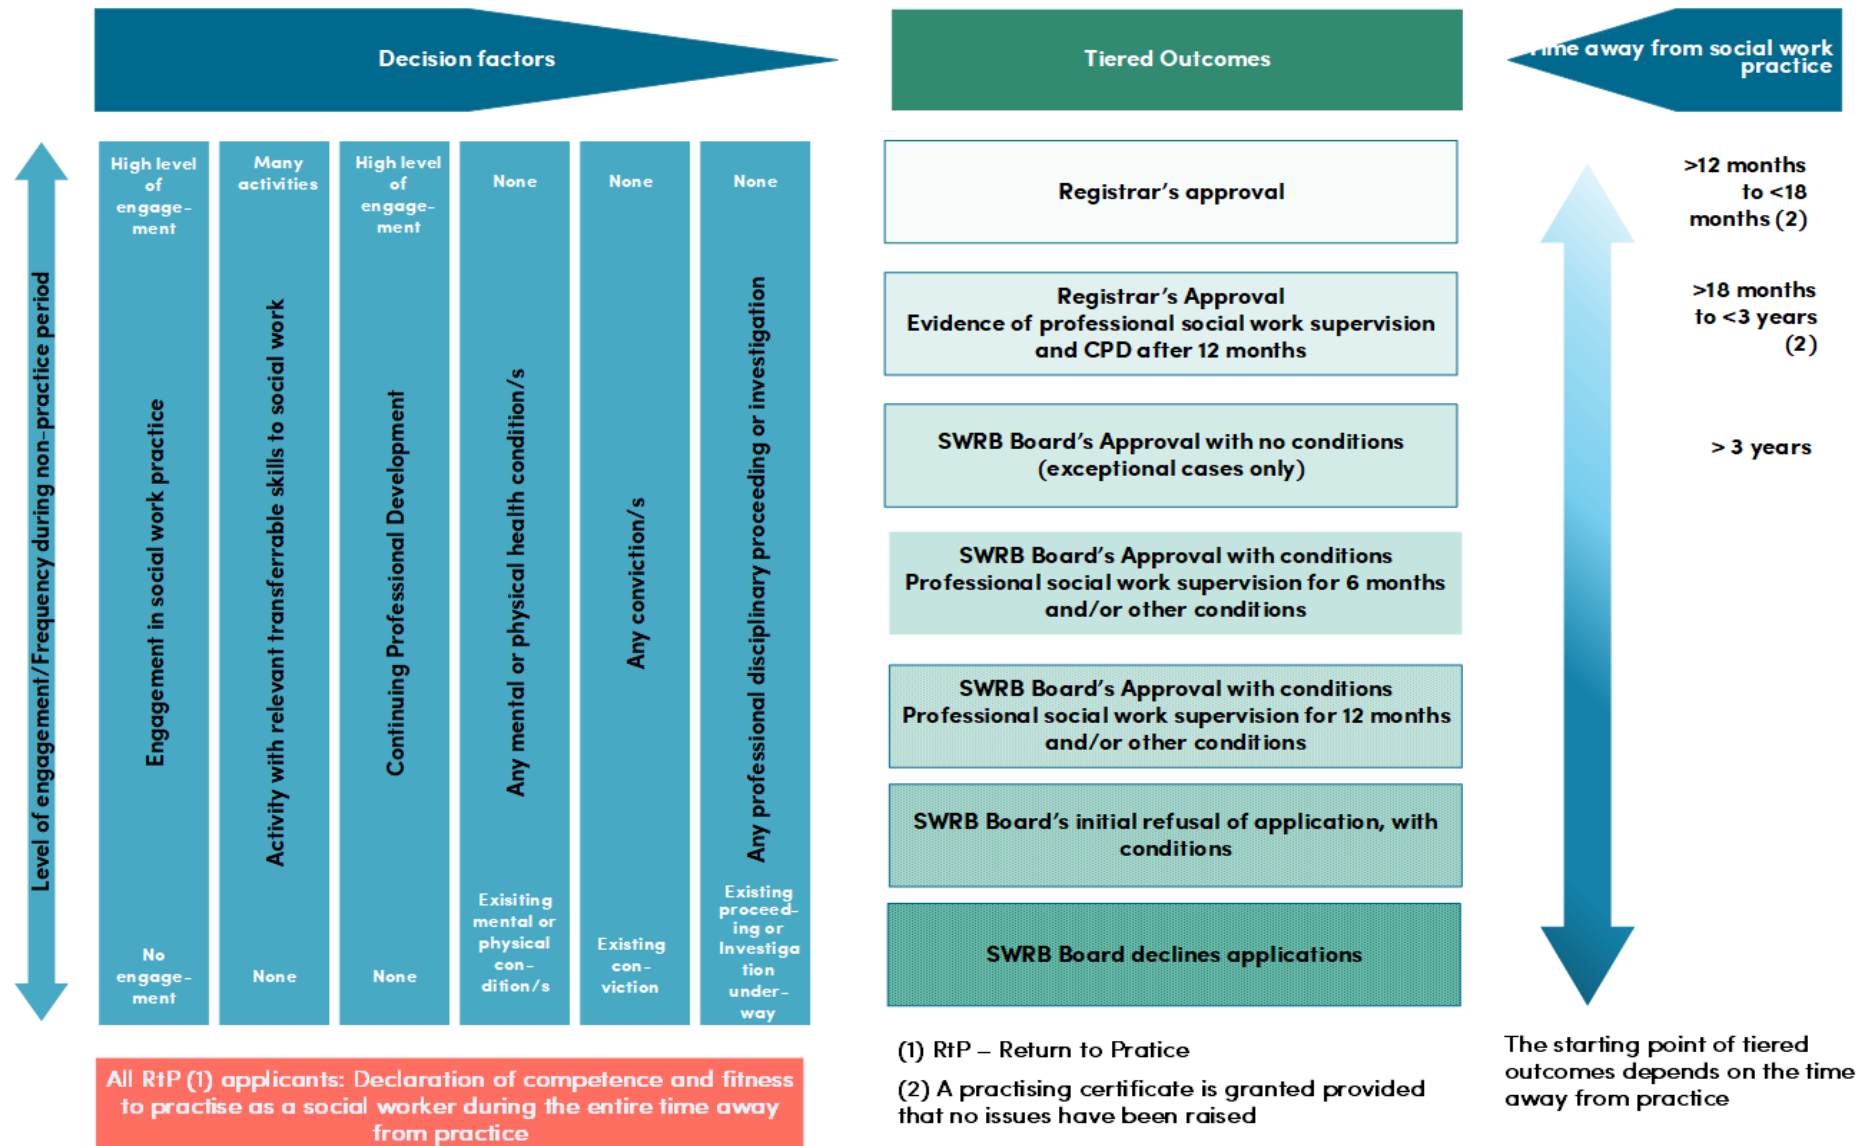 Decision factors
Tiered Outcomes
Time away from social work
practice
Level of engagement/Frequency during non-practice period
High level
of
engage-
ment
Engagement in social work practice
No
engage-
ment
Many
activities
Activity with relevant transferrable skills to social work
None
High level
of
engage-
ment
Continuing Professional Development
None
None
Any mental or physical health condition/s
Exisiting
mental or
physical
con-
dition/s
None
Any conviction/s
Existing
con-
viction
None
Any professional disciplinary proceeding or investigation
Existing
proceed-
ing or
Investiga
tion
under-
way
Registrar's approval
Registrar's Approval
Evidence of professional social work supervision
and CPD after 12 months
SWRB Board's Approval with no conditions
(exceptional cases only)
SWRB Board's Approval with conditions
Professional social work supervision for 6 months
and/or other conditions
SWRB Board's Approval with conditions
Professional social work supervision for 12 months
and/or other conditions
SWRB Board's initial refusal of application, with
conditions
SWRB Board declines applications
>12 months
to <18
months (2)
>18 months
to <3 years
(2)
> 3 years
All RtP (1) applicants: Declaration of competence and fitness
to practise as a social worker during the entire time away
from practice
(1) RtP – Return to Pratice
(2) A practising certificate is granted provided
that no issues have been raised
The starting point of tiered
outcomes depends on the time
away from practice